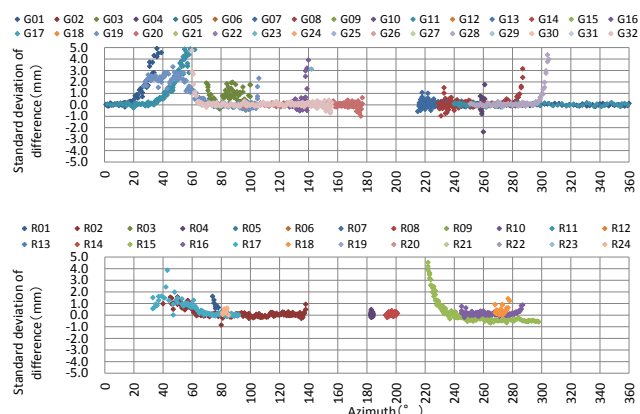 G01 G02 G03 G04 G05 G06 G07 G08 G09 G10 G11 G12 G13 G14 G15 G16
G17 G18 G19 G20 G21 G22 G23 G24 G25 G26 G27 G28 G29 G30 G31 G32
Standard deviation of
difference (mm)
5.0
4.0
3.0
2.0
1.0
0.0
-1.0
-2.0
-3.0
-4.0
-5.0
0 20 40 60 80 100 120 140 160 180 200 220 240 260 280 300 320 340 360
R01 R02 R03 R04 R05 R06 R07 R08 R09 R10 R11 R12
R13 R14 R15 R16 R17 R18 R19 R20 R21 R22 R23 R24
Standard deviation of
difference (mm)
5.0
4.0
3.0
2.0
1.0
0.0
-1.0
-2.0
-3.0
-4.0
-5.0
0 20 40 60 80 100 120 140 160 180 200 220 240 260 280 300 320 340 360
Azimuth(°)